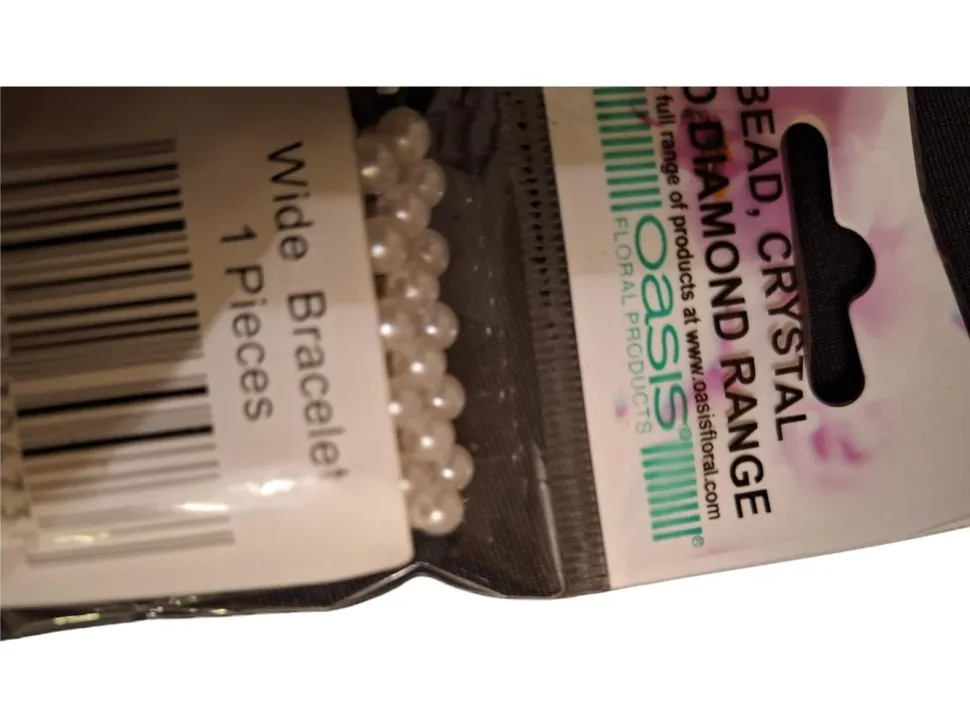 BEAD, CRYSTAL
DIAMOND RANGE
full range of products at www.oasisfloral.com
Oasis®
FLORAL PRODUCTS
®
Wide Bracelet
1 Pieces